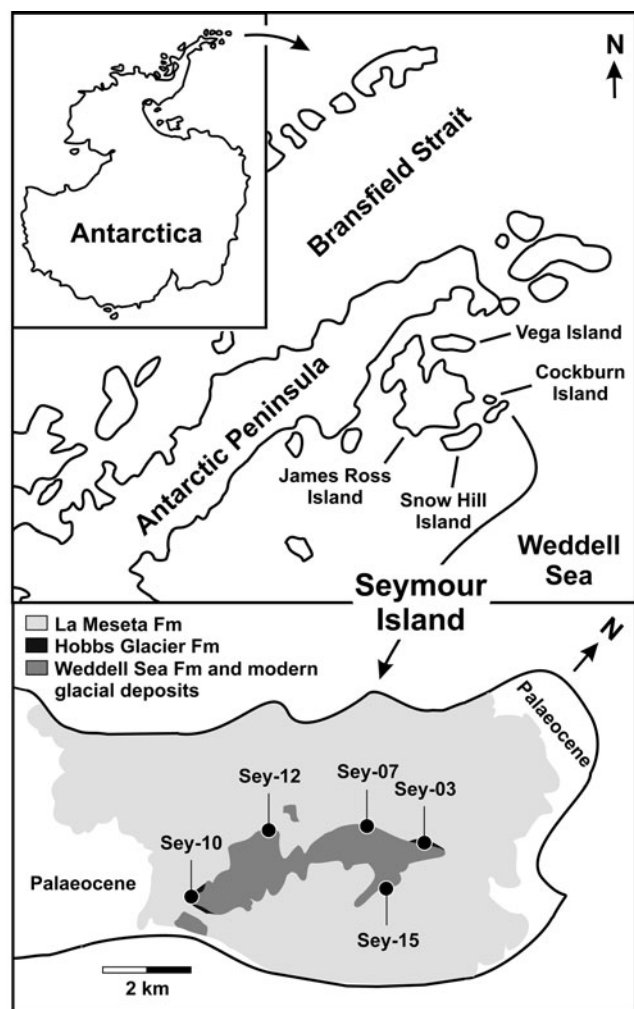 Antarctica
N
Bransfield Strait
Vega Island
Cockburn
Island
Antarctic Peninsula
James Ross
Island
Snow Hill
Island
Weddell
Sea
Seymour
Island
La Meseta Fm
Hobbs Glacier Fm
Weddell Sea Fm and modern
glacial deposits
N
Palaeocene
Sey-12
Sey-07
Sey-03
Sey-10
Palaeocene
Sey-15
2 km